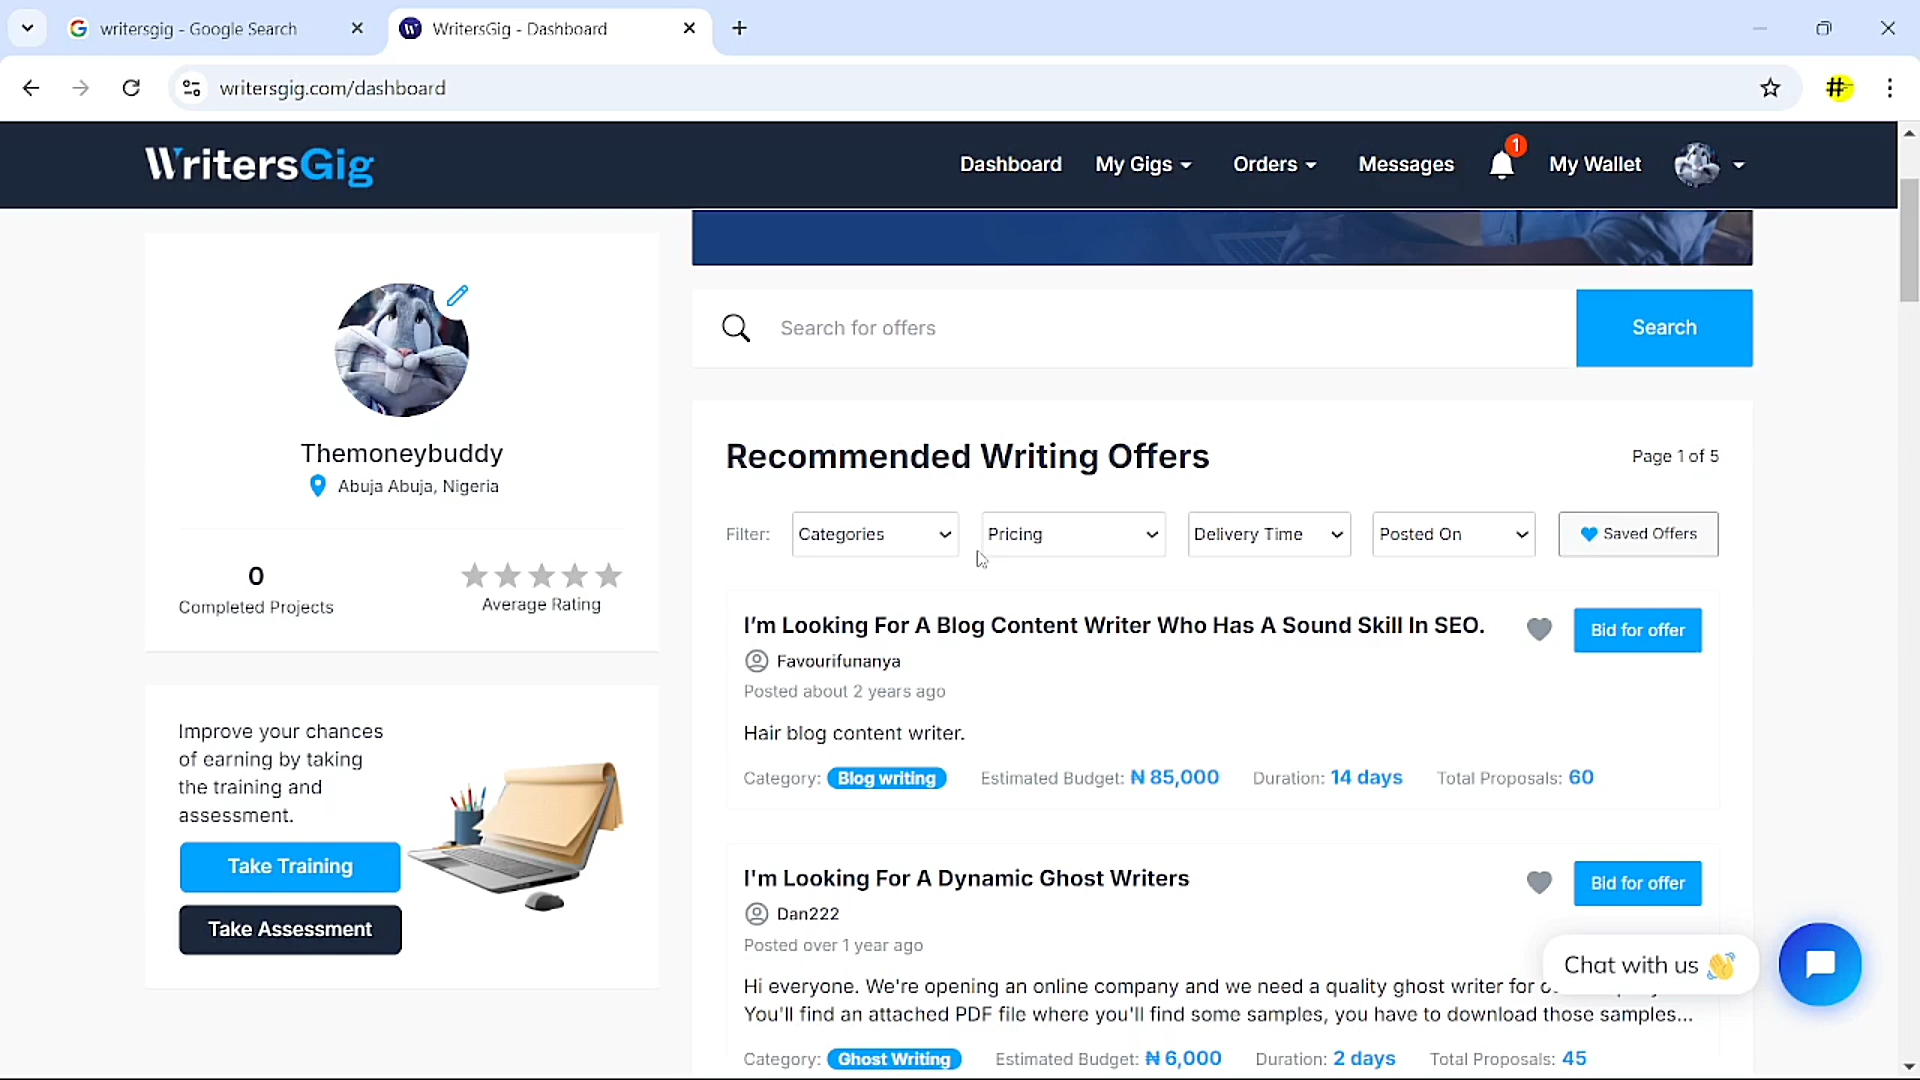 writersgig - Google Search
WritersGig - Dashboard
writersgig.com/dashboard
WritersGig
Dashboard
My Gigs
Orders
Messages
1
My Wallet
Search for offers
Search
Themoneybuddy
Abuja Abuja, Nigeria
0
Completed Projects
Average Rating
Improve your chances
of earning by taking
the training and
assessment.
Take Training
Take Assessment
Recommended Writing Offers
Page 1 of 5
Filter:
Categories
Pricing
Delivery Time
Posted On
Saved Offers
I’m Looking For A Blog Content Writer Who Has A Sound Skill In SEO.
Bid for offer
Favourifunanya
Posted about 2 years ago
Hair blog content writer.
Category: Blog writing Estimated Budget: ₦ 85,000 Duration: 14 days Total Proposals: 60
I'm Looking For A Dynamic Ghost Writers
Bid for offer
Dan222
Posted over 1 year ago
Hi everyone. We're opening an online company and we need a quality ghost writer for
You'll find an attached PDF file where you'll find some samples, you have to download those samples...
Category: Ghost Writing Estimated Budget: ₦ 6,000 Duration: 2 days Total Proposals: 45
Chat with us 👋